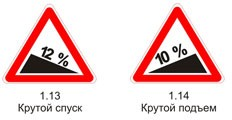 12 %
10 %
1.13
Крутой спуск
1.14
Крутой подъем